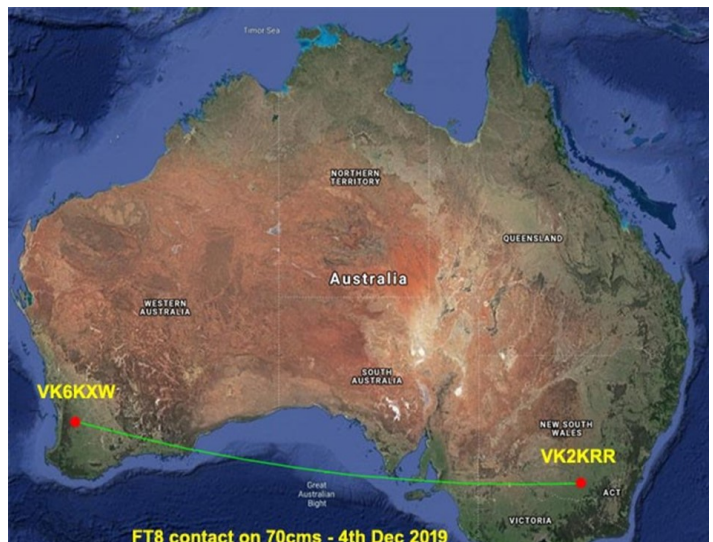 Timor Sea
NORTHERN
TERRITORY
QUEENSLAND
Australia
WESTERN
AUSTRALIA
SOUTH
AUSTRALIA
VK6KXW
NEW SOUTH
WALES
VK2KRR
Great
Australian
Bight
ACT
VICTORIA
FT8 contact on 70cms - 4th Dec 2019